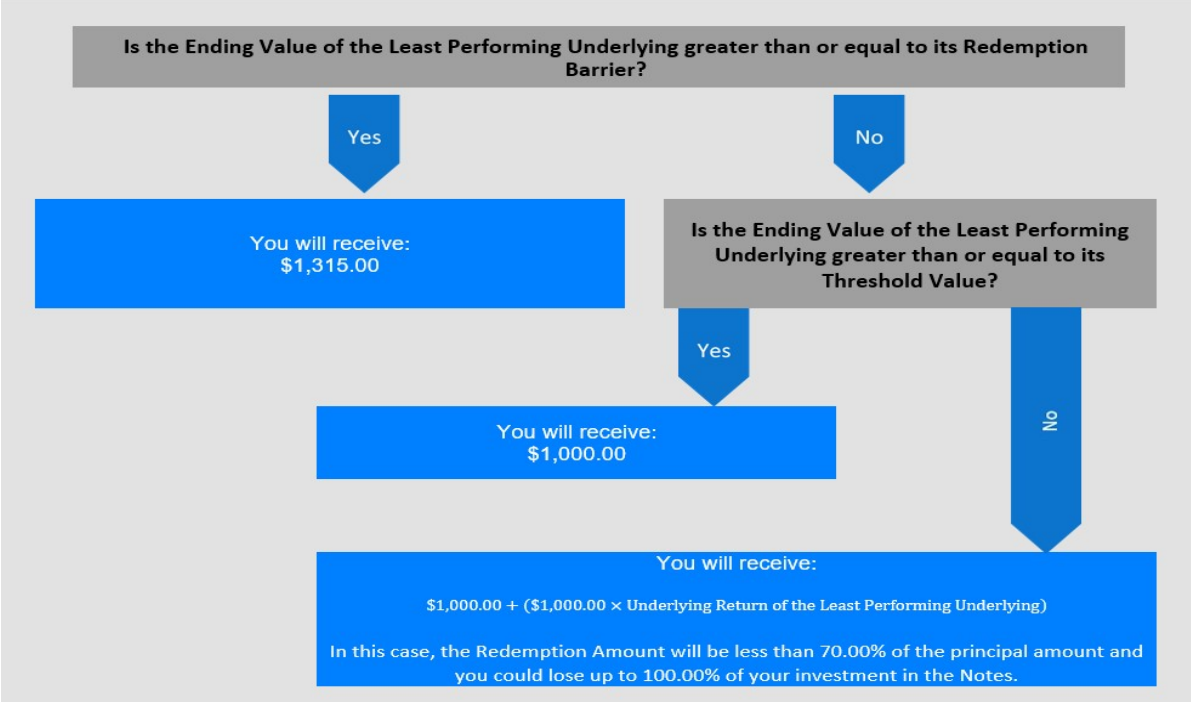 Is the Ending Value of the Least Performing Underlying greater than or equal to its Redemption
Barrier?
Yes
No
You will receive:
$1,315.00
Is the Ending Value of the Least Performing
Underlying greater than or equal to its
Threshold Value?
Yes
No
You will receive:
$1,000.00
You will receive:
$1,000.00 + ($1,000.00 × Underlying Return of the Least Performing Underlying)
In this case, the Redemption Amount will be less than 70.00% of the principal amount and
you could lose up to 100.00% of your investment in the Notes.